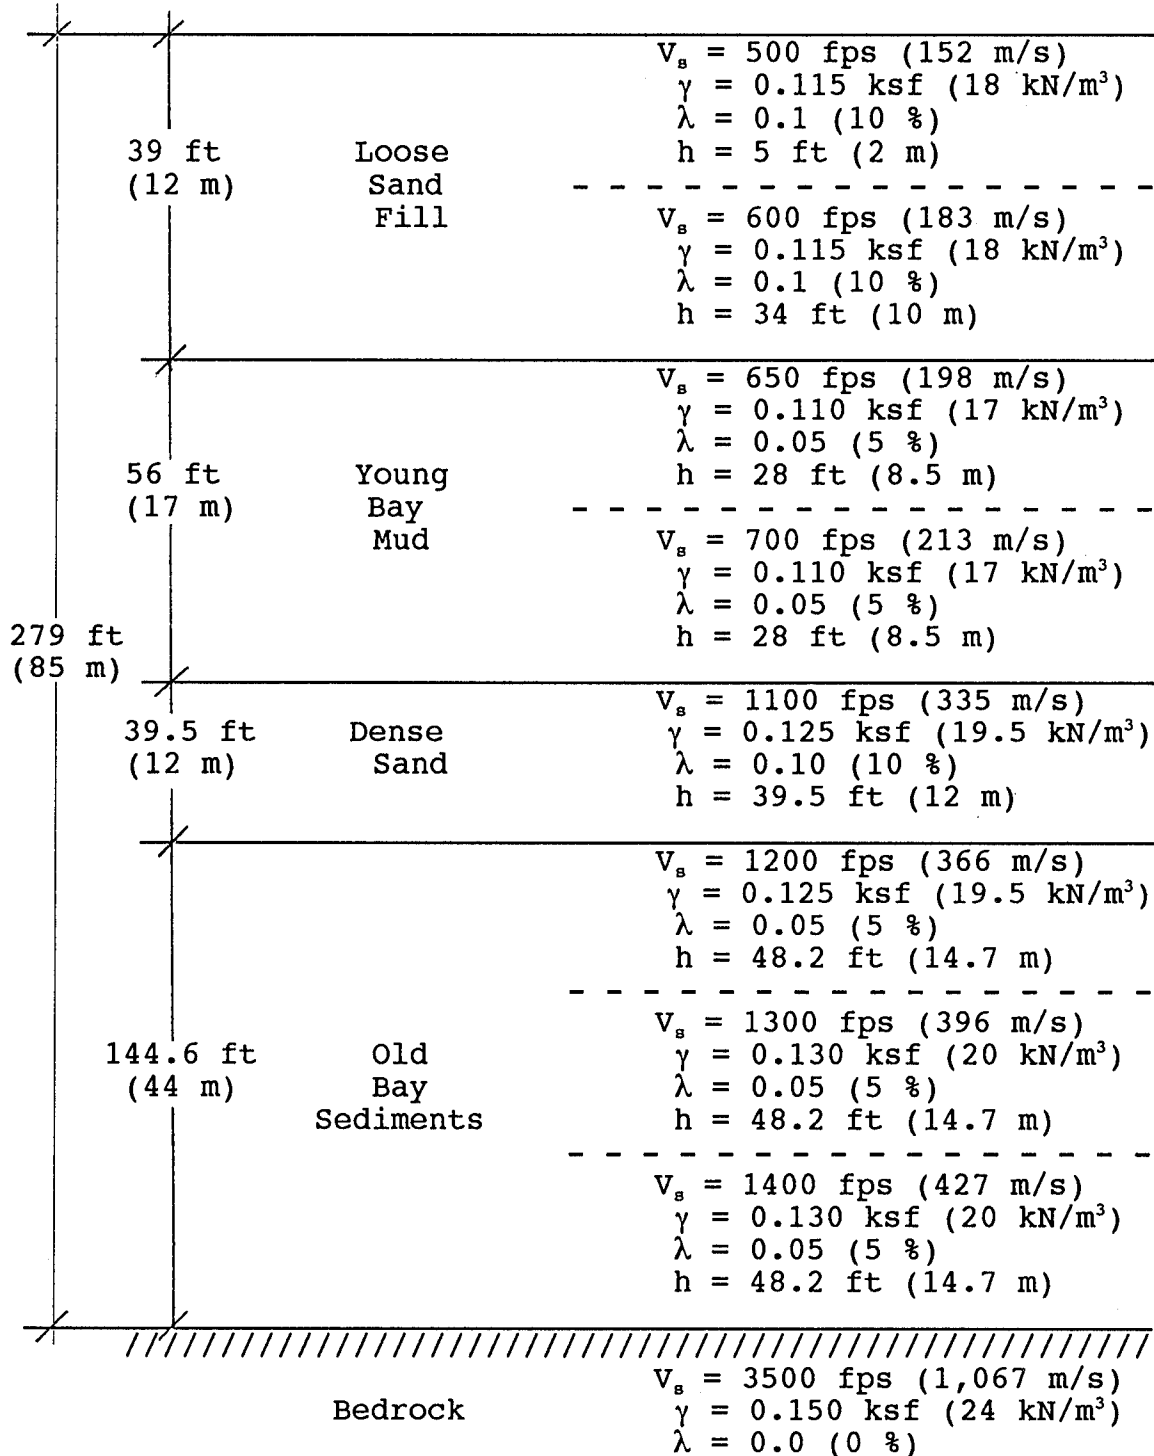 V_s = 500 fps (152 m/s)
γ = 0.115 ksf (18 kN/m³)
λ = 0.1 (10 %)
h = 5 ft (2 m)
39 ft
(12 m)
Loose
Sand
Fill
V_s = 600 fps (183 m/s)
γ = 0.115 ksf (18 kN/m³)
λ = 0.1 (10 %)
h = 34 ft (10 m)
V_s = 650 fps (198 m/s)
γ = 0.110 ksf (17 kN/m³)
λ = 0.05 (5 %)
h = 28 ft (8.5 m)
56 ft
(17 m)
Young
Bay
Mud
V_s = 700 fps (213 m/s)
γ = 0.110 ksf (17 kN/m³)
λ = 0.05 (5 %)
h = 28 ft (8.5 m)
279 ft
(85 m)
V_s = 1100 fps (335 m/s)
γ = 0.125 ksf (19.5 kN/m³)
λ = 0.10 (10 %)
h = 39.5 ft (12 m)
39.5 ft
(12 m)
Dense
Sand
V_s = 1200 fps (366 m/s)
γ = 0.125 ksf (19.5 kN/m³)
λ = 0.05 (5 %)
h = 48.2 ft (14.7 m)
144.6 ft
(44 m)
Old
Bay
Sediments
V_s = 1300 fps (396 m/s)
γ = 0.130 ksf (20 kN/m³)
λ = 0.05 (5 %)
h = 48.2 ft (14.7 m)
V_s = 1400 fps (427 m/s)
γ = 0.130 ksf (20 kN/m³)
λ = 0.05 (5 %)
h = 48.2 ft (14.7 m)
Bedrock
V_s = 3500 fps (1,067 m/s)
γ = 0.150 ksf (24 kN/m³)
λ = 0.0 (0 %)